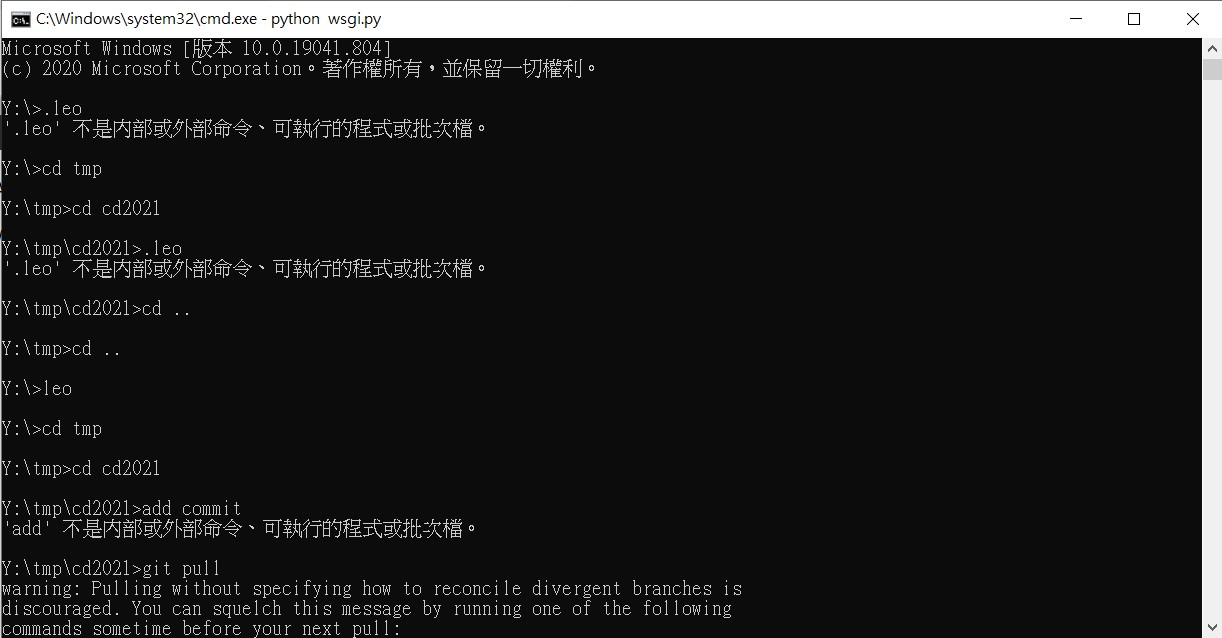 C:\Windows\system32\cmd.exe - python  wsgi.py
Microsoft Windows [版本 10.0.19041.804]
(c) 2020 Microsoft Corporation。著作權所有，並保留一切權利。
Y:\>.leo
'.leo' 不是內部或外部命令、可執行的程式或批次檔。
Y:\>cd tmp
Y:\tmp>cd cd2021
Y:\tmp\cd2021>.leo
'.leo' 不是內部或外部命令、可執行的程式或批次檔。
Y:\tmp\cd2021>cd ..
Y:\tmp>cd ..
Y:\>leo
Y:\>cd tmp
Y:\tmp>cd cd2021
Y:\tmp\cd2021>add commit
'add' 不是內部或外部命令、可執行的程式或批次檔。
Y:\tmp\cd2021>git pull
warning: Pulling without specifying how to reconcile divergent branches is
discouraged. You can squelch this message by running one of the following
commands sometime before your next pull: